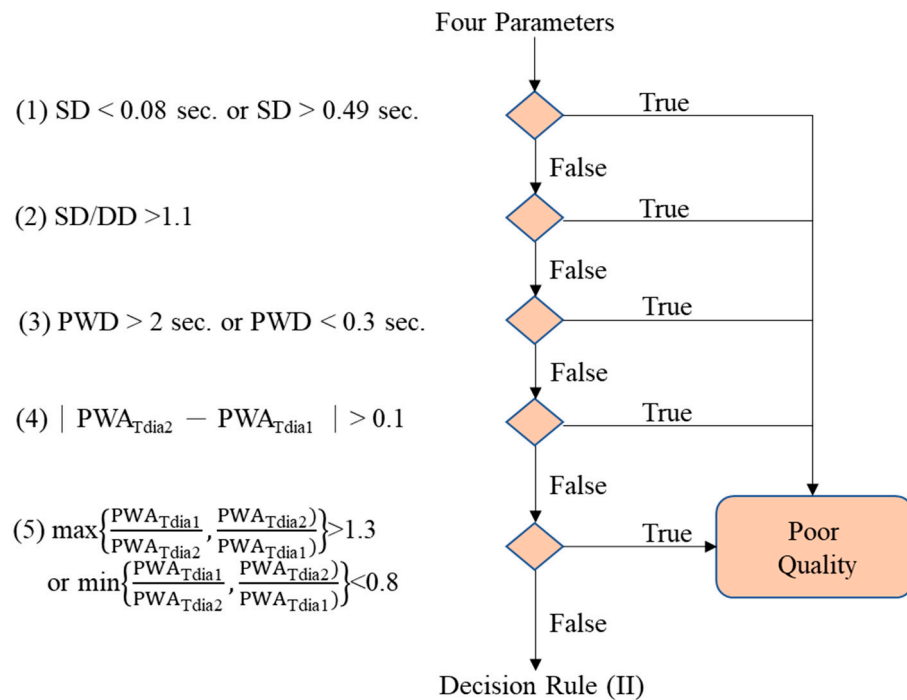 Four Parameters
(1) SD < 0.08 sec. or SD > 0.49 sec.
True
False
(2) SD/DD >1.1
True
False
(3) PWD > 2 sec. or PWD < 0.3 sec.
True
False
(4) | PWA_Tdia2 − PWA_Tdia1 | > 0.1
True
False
(5) max{PWA_Tdia1/PWA_Tdia2, PWA_Tdia2)/PWA_Tdia1)}>1.3
or min{PWA_Tdia1/PWA_Tdia2, PWA_Tdia2)/PWA_Tdia1)}<0.8
True
Poor
Quality
False
Decision Rule (II)